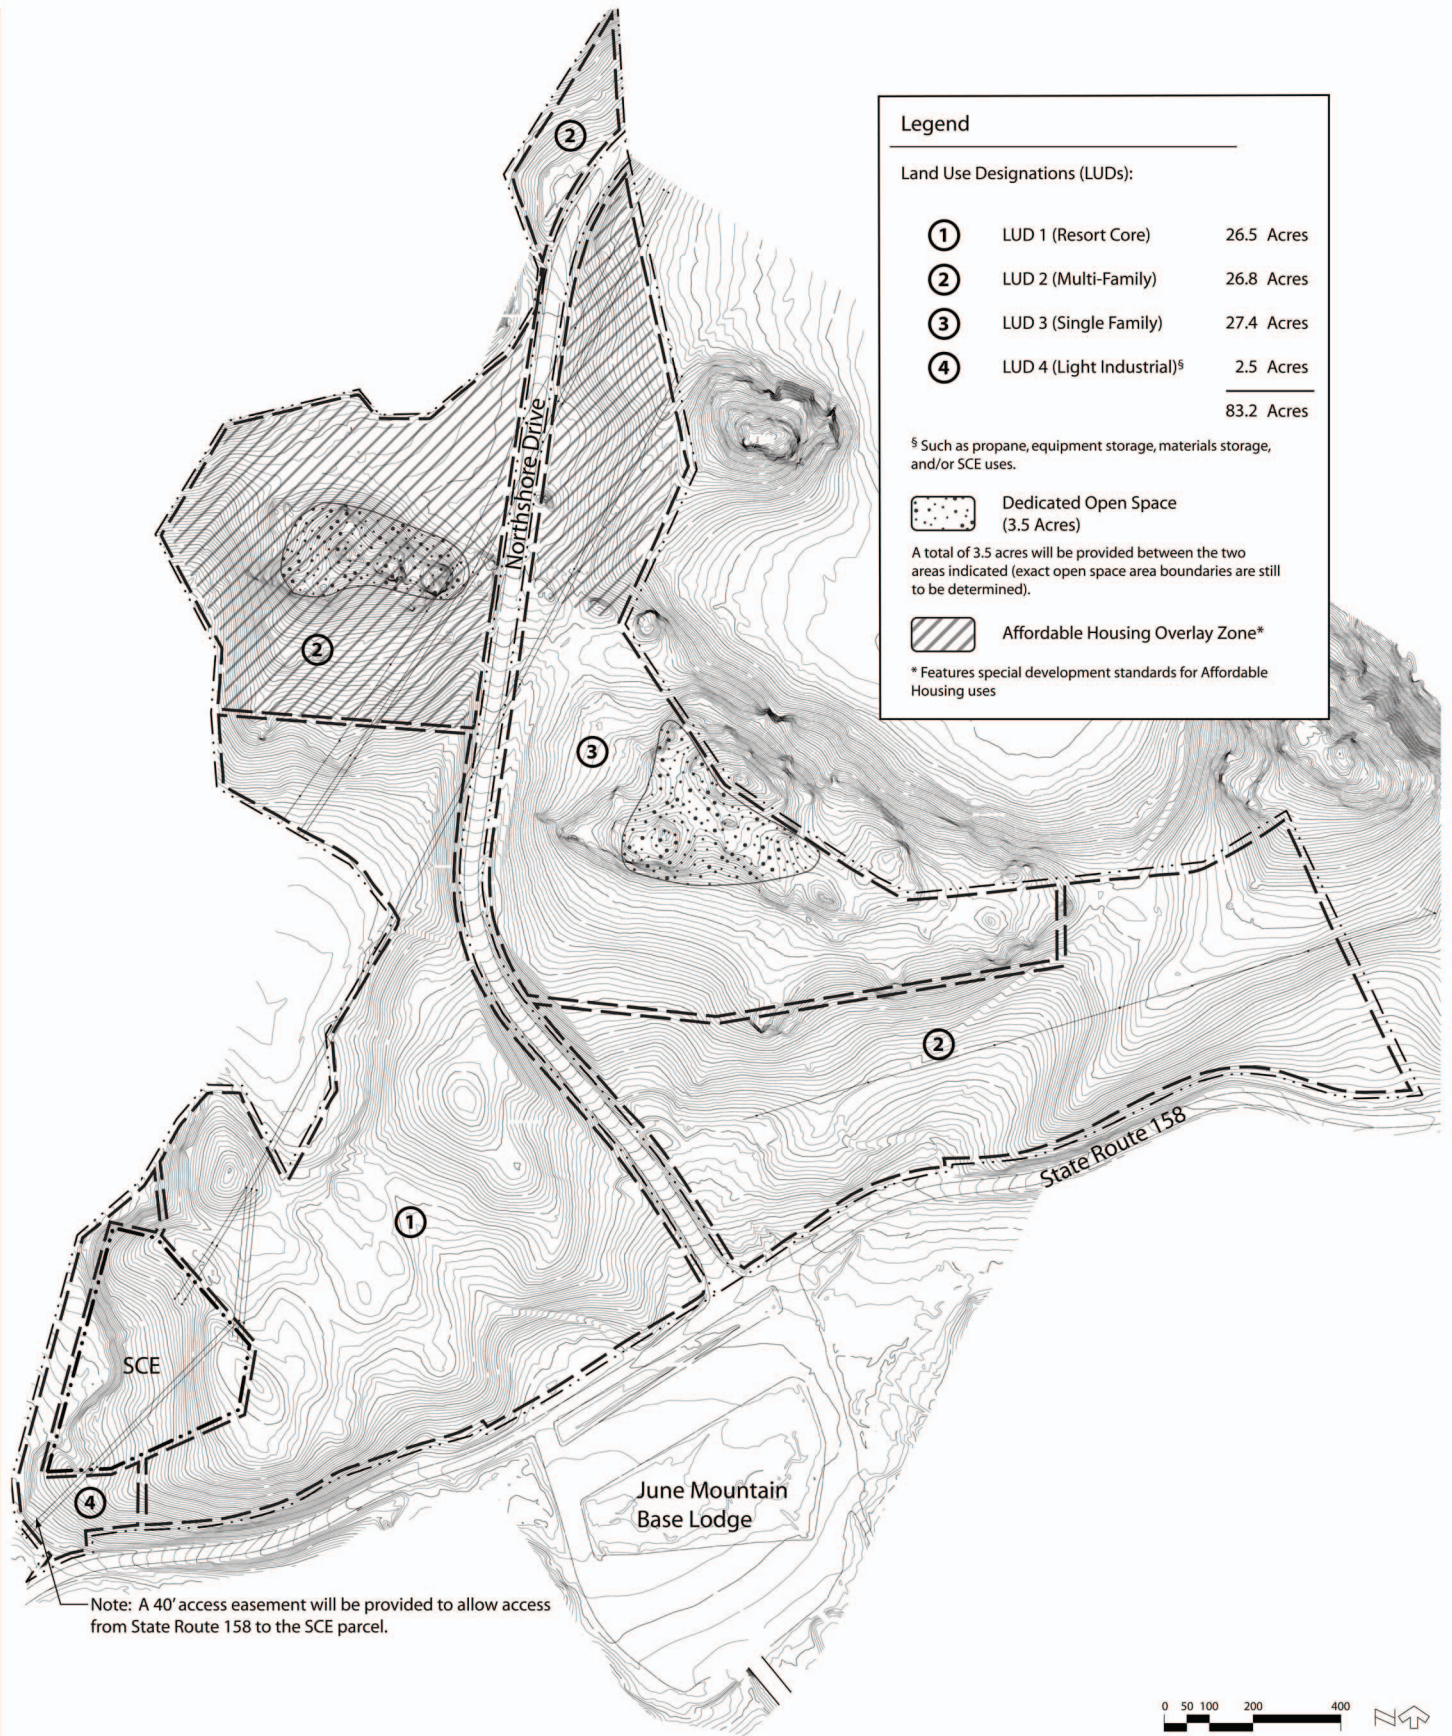 Legend
Land Use Designations (LUDs):
1 LUD 1 (Resort Core) 26.5 Acres
2 LUD 2 (Multi-Family) 26.8 Acres
3 LUD 3 (Single Family) 27.4 Acres
4 LUD 4 (Light Industrial)§ 2.5 Acres
83.2 Acres
§ Such as propane, equipment storage, materials storage,
and/or SCE uses.
Dedicated Open Space
(3.5 Acres)
A total of 3.5 acres will be provided between the two
areas indicated (exact open space area boundaries are still
to be determined).
Affordable Housing Overlay Zone*
* Features special development standards for Affordable
Housing uses
2
Northshore Drive
2
3
2
State Route 158
1
SCE
4
June Mountain
Base Lodge
Note: A 40' access easement will be provided to allow access
from State Route 158 to the SCE parcel.
0 50 100 200 400
N